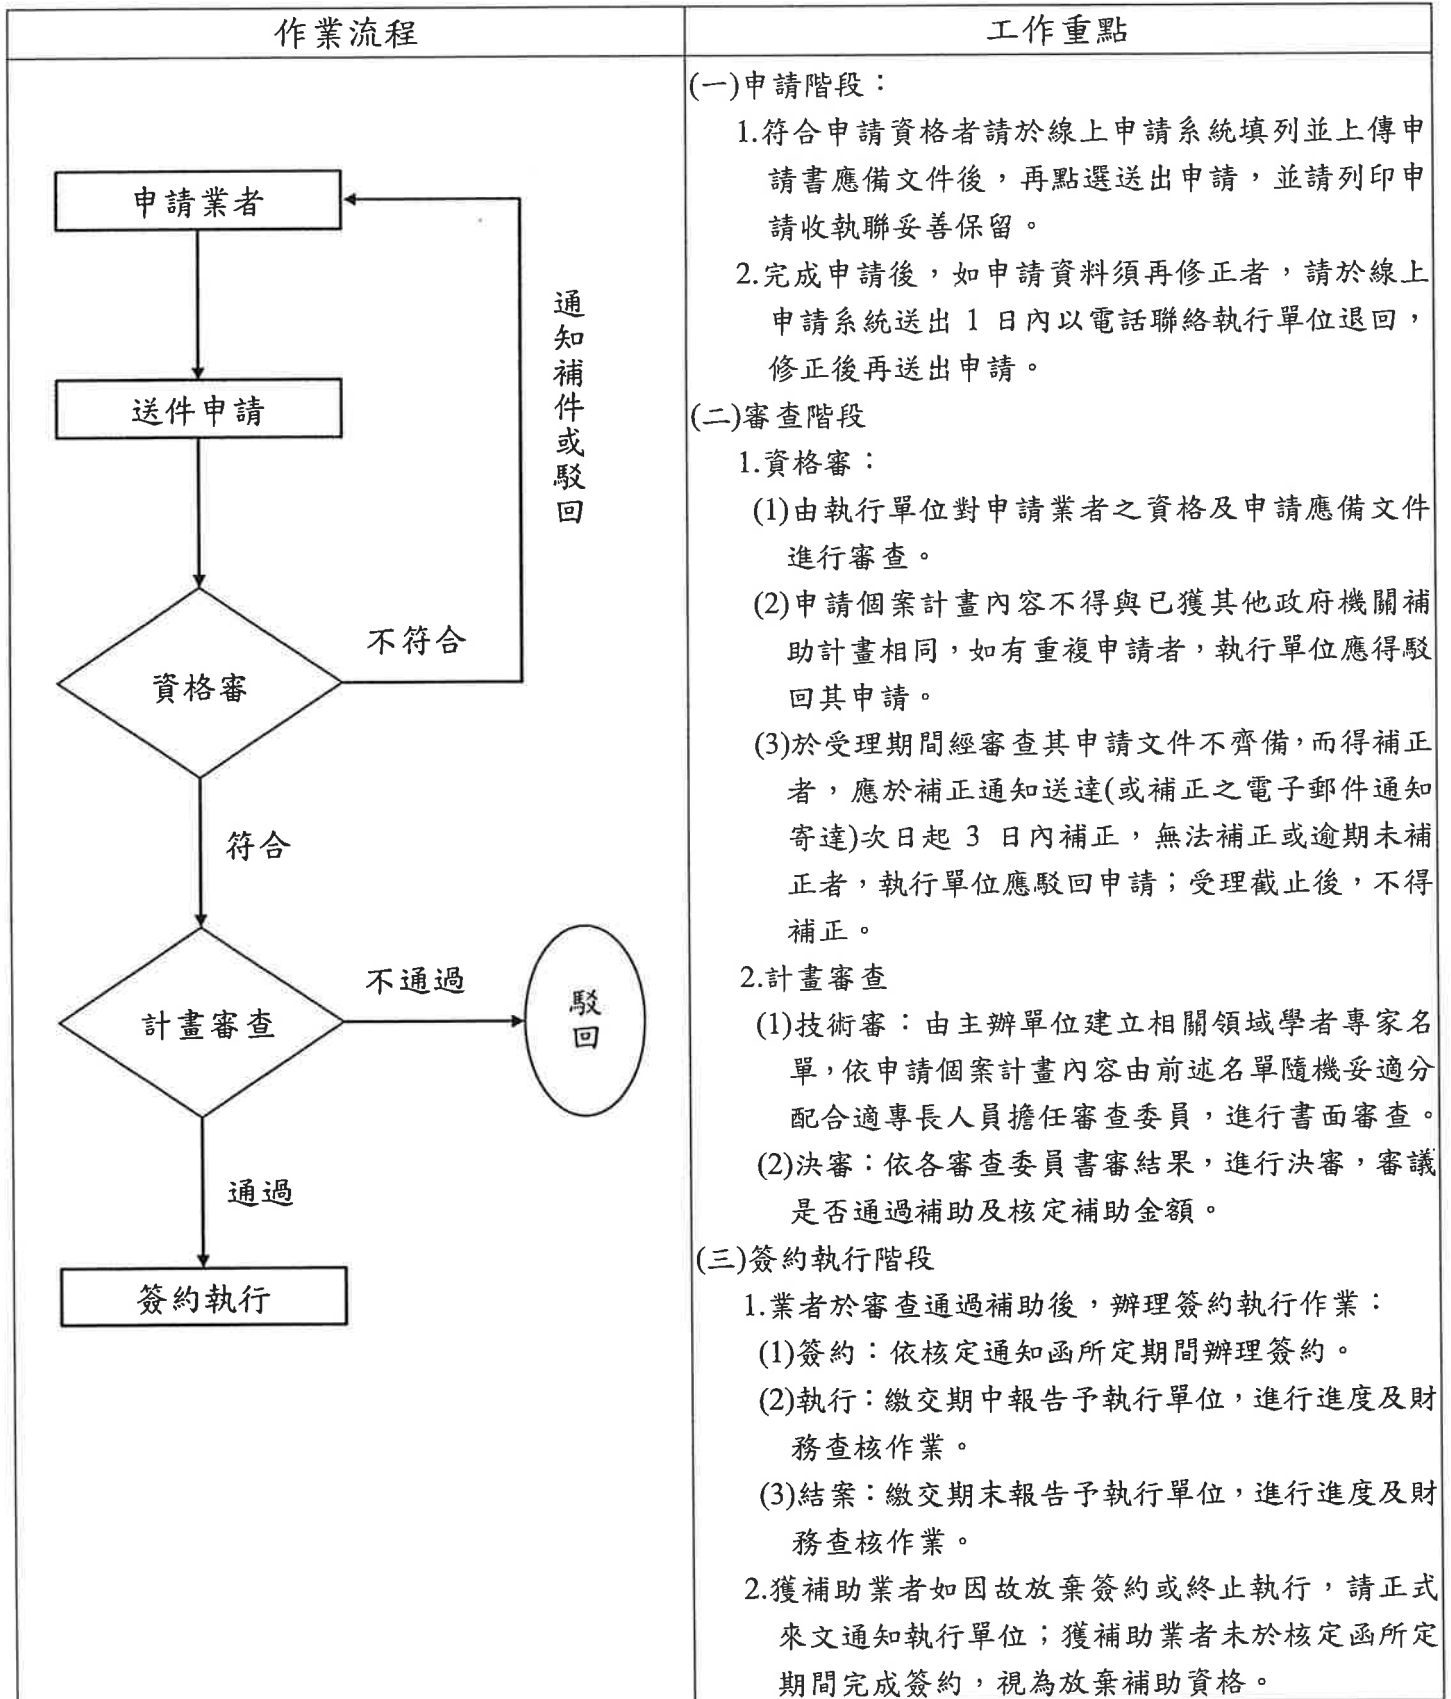 作業流程
工作重點
申請業者
送件申請
資格審
不符合
通知補件或駁回
符合
計畫審查
不通過
駁回
通過
簽約執行
(一)申請階段：
1.符合申請資格者請於線上申請系統填列並上傳申
請書應備文件後，再點選送出申請，並請列印申
請收執聯妥善保留。
2.完成申請後，如申請資料須再修正者，請於線上
申請系統送出 1 日內以電話聯絡執行單位退回，
修正後再送出申請。
(二)審查階段
1.資格審：
(1)由執行單位對申請業者之資格及申請應備文件
進行審查。
(2)申請個案計畫內容不得與已獲其他政府機關補
助計畫相同，如有重複申請者，執行單位應得駁
回其申請。
(3)於受理期間經審查其申請文件不齊備，而得補正
者，應於補正通知送達(或補正之電子郵件通知
寄達)次日起 3 日內補正，無法補正或逾期未補
正者，執行單位應駁回申請；受理截止後，不得
補正。
2.計畫審查
(1)技術審：由主辦單位建立相關領域學者專家名
單，依申請個案計畫內容由前述名單隨機妥適分
配合適專長人員擔任審查委員，進行書面審查。
(2)決審：依各審查委員書審結果，進行決審，審議
是否通過補助及核定補助金額。
(三)簽約執行階段
1.業者於審查通過補助後，辦理簽約執行作業：
(1)簽約：依核定通知函所定期間辦理簽約。
(2)執行：繳交期中報告予執行單位，進行進度及財
務查核作業。
(3)結案：繳交期末報告予執行單位，進行進度及財
務查核作業。
2.獲補助業者如因故放棄簽約或終止執行，請正式
來文通知執行單位；獲補助業者未於核定函所定
期間完成簽約，視為放棄補助資格。